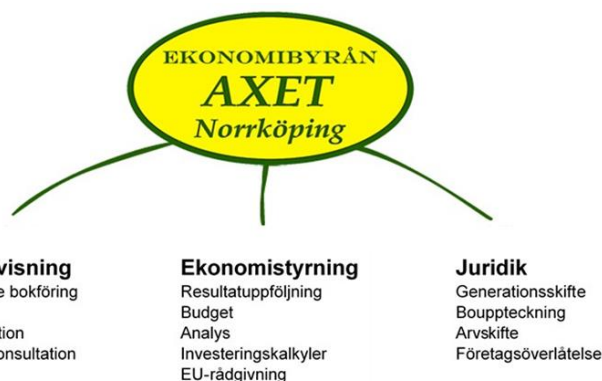 EKONOMIBYRÅN
AXET
Norrköping
visning
e bokföring
tion
onsultation
Ekonomistyrning
Resultatuppföljning
Budget
Analys
Investeringskalkyler
EU-rådgivning
Juridik
Generationsskifte
Bouppteckning
Arvskifte
Företagsöverlåtelse